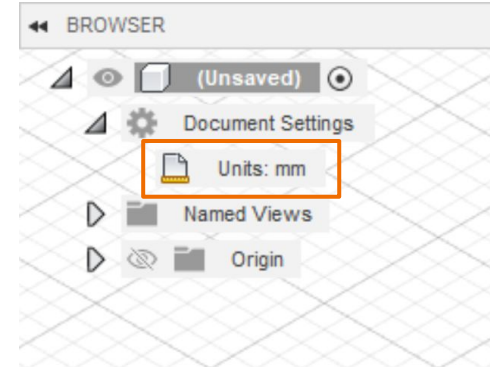 BROWSER
(Unsaved)
Document Settings
Units: mm
Named Views
Origin